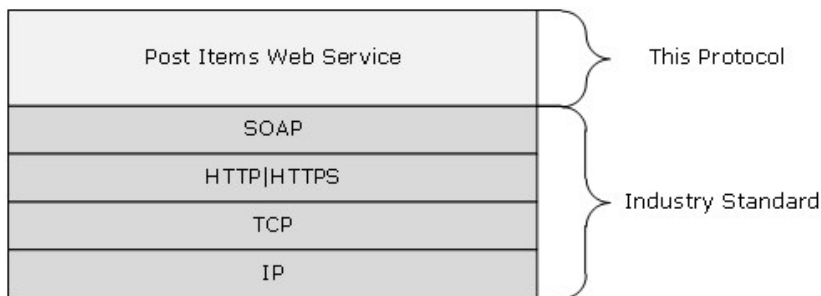 Post Items Web Service
This Protocol
SOAP
HTTP|HTTPS
TCP
IP
Industry Standard